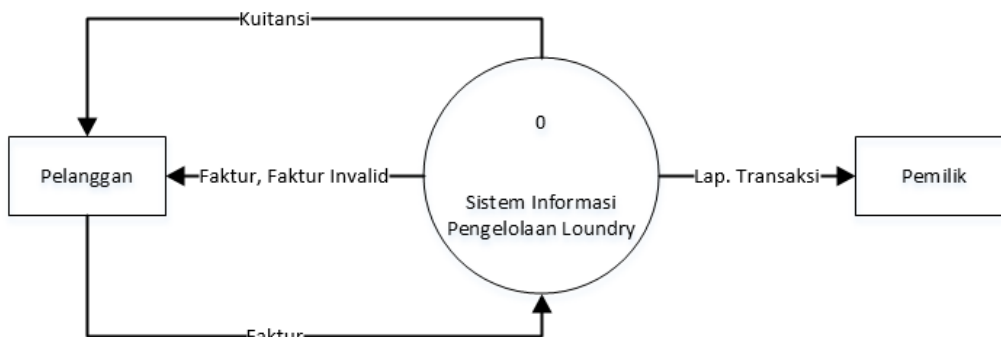 Kuitansi
0
Pelanggan
Faktur, Faktur Invalid
Lap. Transaksi
Pemilik
Sistem Informasi
Pengelolaan Loundry
Faktur